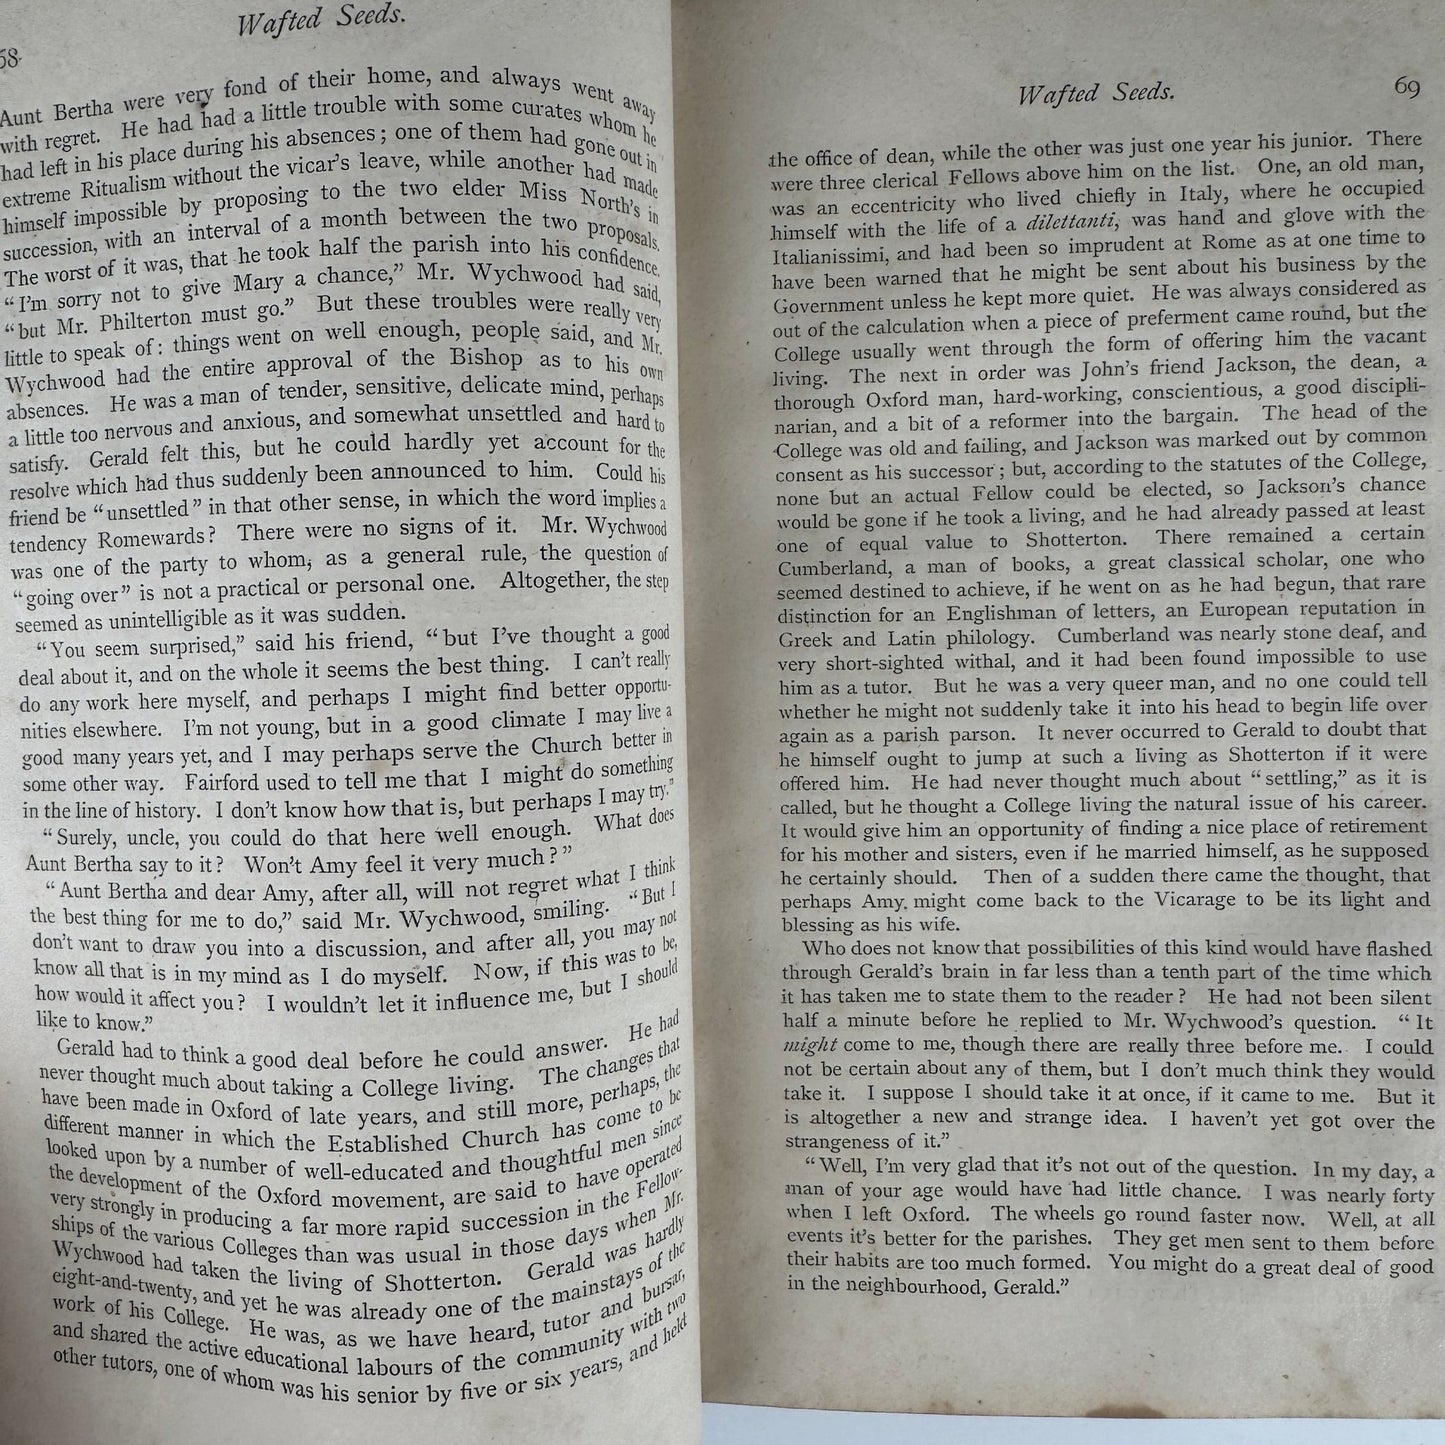 Wafted Seeds.
68
Aunt Bertha were very fond of their home, and always went away
with regret. He had had a little trouble with some curates whom he
had left in his place during his absences; one of them had gone out in
extreme Ritualism without the vicar's leave, while another had made
himself impossible by proposing to the two elder Miss North's in
succession, with an interval of a month between the two proposals.
The worst of it was, that he took half the parish into his confidence.
“I'm sorry not to give Mary a chance,” Mr. Wychwood had said,
“but Mr. Philterton must go.” But these troubles were really very
little to speak of: things went on well enough, people said, and Mr.
Wychwood had the entire approval of the Bishop as to his own
absences. He was a man of tender, sensitive, delicate mind, perhaps
a little too nervous and anxious, and somewhat unsettled and hard to
satisfy. Gerald felt this, but he could hardly yet account for the
resolve which had thus suddenly been announced to him. Could his
friend be “unsettled” in that other sense, in which the word implies a
tendency Romewards? There were no signs of it. Mr. Wychwood
was one of the party to whom, as a general rule, the question of
“going over” is not a practical or personal one. Altogether, the step
seemed as unintelligible as it was sudden.
“You seem surprised,” said his friend, “but I've thought a good
deal about it, and on the whole it seems the best thing. I can't really
do any work here myself, and perhaps I might find better opportu-
nities elsewhere. I'm not young, but in a good climate I may live a
good many years yet, and I may perhaps serve the Church better in
some other way. Fairford used to tell me that I might do something
in the line of history. I don't know how that is, but perhaps I may try.”
“Surely, uncle, you could do that here well enough. What does
Aunt Bertha say to it? Won't Amy feel it very much?”
“Aunt Bertha and dear Amy, after all, will not regret what I think
the best thing for me to do,” said Mr. Wychwood, smiling. “But I
don't want to draw you into a discussion, and after all, you may not
know all that is in my mind as I do myself. Now, if this was to be,
how would it affect you? I wouldn't let it influence me, but I should
like to know.”
Gerald had to think a good deal before he could answer. He had
never thought much about taking a College living. The changes that
have been made in Oxford of late years, and still more, perhaps, the
different manner in which the Established Church has come to be
looked upon by a number of well-educated and thoughtful men since
the development of the Oxford movement, are said to have operated
very strongly in producing a far more rapid succession in the Fellow-
ships of the various Colleges than was usual in those days when Mr.
Wychwood had taken the living of Shotterton. Gerald was hardly
eight-and-twenty, and yet he was already one of the mainstays of the
work of his College. He was, as we have heard, tutor and bursar,
and shared the active educational labours of the community with two
other tutors, one of whom was his senior by five or six years, and held
Wafted Seeds.
69
the office of dean, while the other was just one year his junior. There
were three clerical Fellows above him on the list. One, an old man,
was an eccentricity who lived chiefly in Italy, where he occupied
himself with the life of a dilettanti, was hand and glove with the
Italianissimi, and had been so imprudent at Rome as at one time to
have been warned that he might be sent about his business by the
Government unless he kept more quiet. He was always considered as
out of the calculation when a piece of preferment came round, but the
College usually went through the form of offering him the vacant
living. The next in order was John's friend Jackson, the dean, a
thorough Oxford man, hard-working, conscientious, a good discipli-
narian, and a bit of a reformer into the bargain. The head of the
College was old and failing, and Jackson was marked out by common
consent as his successor; but, according to the statutes of the College,
none but an actual Fellow could be elected, so Jackson's chance
would be gone if he took a living, and he had already passed at least
one of equal value to Shotterton. There remained a certain
Cumberland, a man of books, a great classical scholar, one who
seemed destined to achieve, if he went on as he had begun, that rare
distinction for an Englishman of letters, an European reputation in
Greek and Latin philology. Cumberland was nearly stone deaf, and
very short-sighted withal, and it had been found impossible to use
him as a tutor. But he was a very queer man, and no one could tell
whether he might not suddenly take it into his head to begin life over
again as a parish parson. It never occurred to Gerald to doubt that
he himself ought to jump at such a living as Shotterton if it were
offered him. He had never thought much about “settling,” as it is
called, but he thought a College living the natural issue of his career.
It would give him an opportunity of finding a nice place of retirement
for his mother and sisters, even if he married himself, as he supposed
he certainly should. Then of a sudden there came the thought, that
perhaps Amy might come back to the Vicarage to be its light and
blessing as his wife.
Who does not know that possibilities of this kind would have flashed
through Gerald's brain in far less than a tenth part of the time which
it has taken me to state them to the reader? He had not been silent
half a minute before he replied to Mr. Wychwood's question. “It
might come to me, though there are really three before me. I could
not be certain about any of them, but I don't much think they would
take it. I suppose I should take it at once, if it came to me. But it
is altogether a new and strange idea. I haven't yet got over the
strangeness of it.”
“Well, I'm very glad that it's not out of the question. In my day, a
man of your age would have had little chance. I was nearly forty
when I left Oxford. The wheels go round faster now. Well, at all
events it's better for the parishes. They get men sent to them before
their habits are too much formed. You might do a great deal of good
in the neighbourhood, Gerald.”